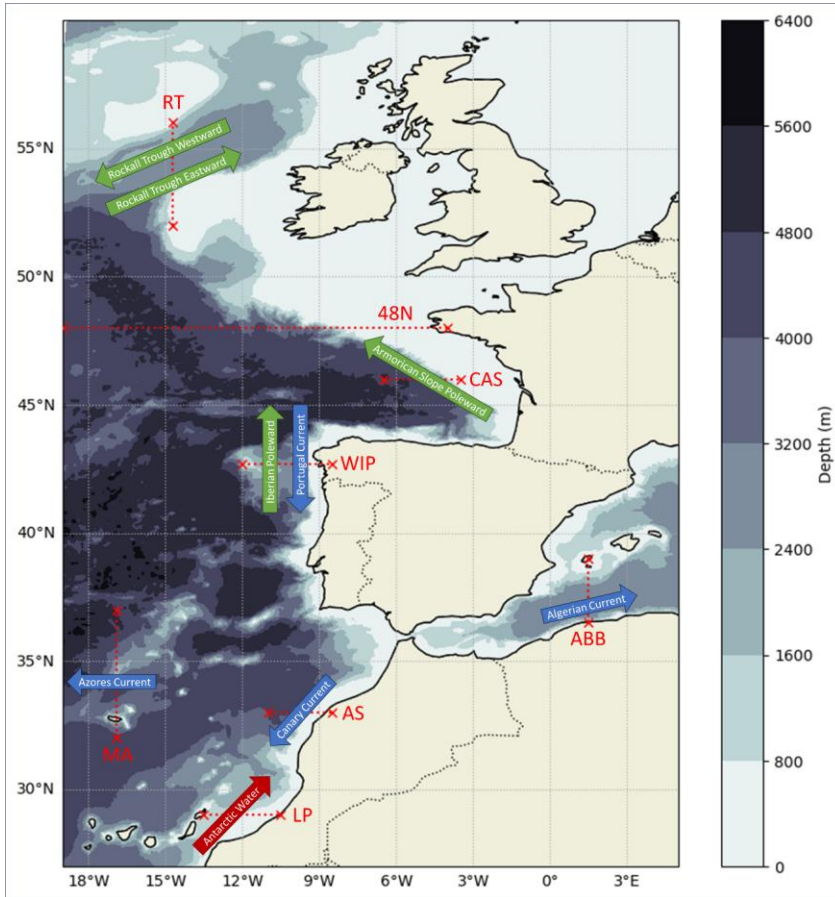 RT
Rockall Trough Westward
Rockall Trough Eastward
48N
Armorican Slope Poleward
CAS
Iberian Poleward
Portugal Current
WIP
Algerian Current
ABB
Azores Current
MA
Canary Current
AS
Antarctic Water
LP
55°N
50°N
45°N
40°N
35°N
30°N
18°W 15°W 12°W 9°W 6°W 3°W 0° 3°E
6400
5600
4800
4000
3200
2400
1600
800
0
Depth (m)